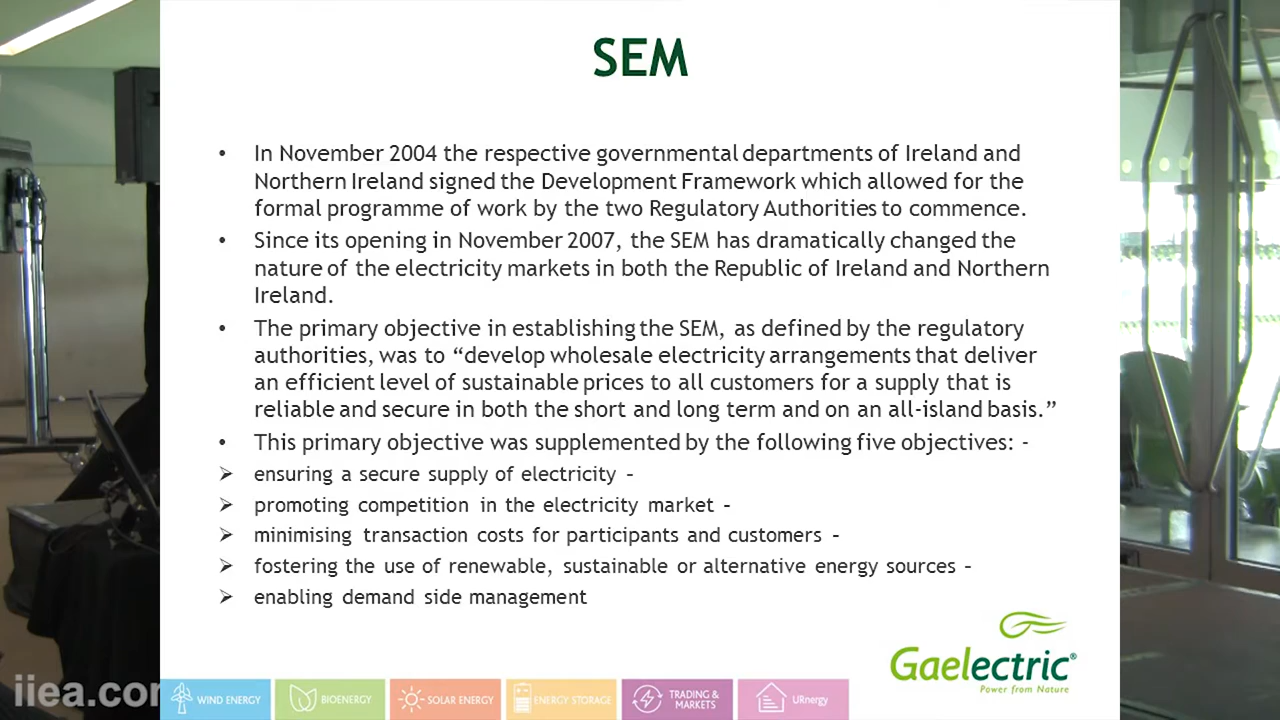 SEM
• In November 2004 the respective governmental departments of Ireland and
Northern Ireland signed the Development Framework which allowed for the
formal programme of work by the two Regulatory Authorities to commence.
• Since its opening in November 2007, the SEM has dramatically changed the
nature of the electricity markets in both the Republic of Ireland and Northern
Ireland.
• The primary objective in establishing the SEM, as defined by the regulatory
authorities, was to “develop wholesale electricity arrangements that deliver
an efficient level of sustainable prices to all customers for a supply that is
reliable and secure in both the short and long term and on an all-island basis.”
• This primary objective was supplemented by the following five objectives: -
➢ ensuring a secure supply of electricity –
➢ promoting competition in the electricity market –
➢ minimising transaction costs for participants and customers –
➢ fostering the use of renewable, sustainable or alternative energy sources –
➢ enabling demand side management
Gaelectric®
Power from Nature
iiea.com
WIND ENERGY
BIOENERGY
SOLAR ENERGY
ENERGY STORAGE
TRADING &
MARKETS
URnergy